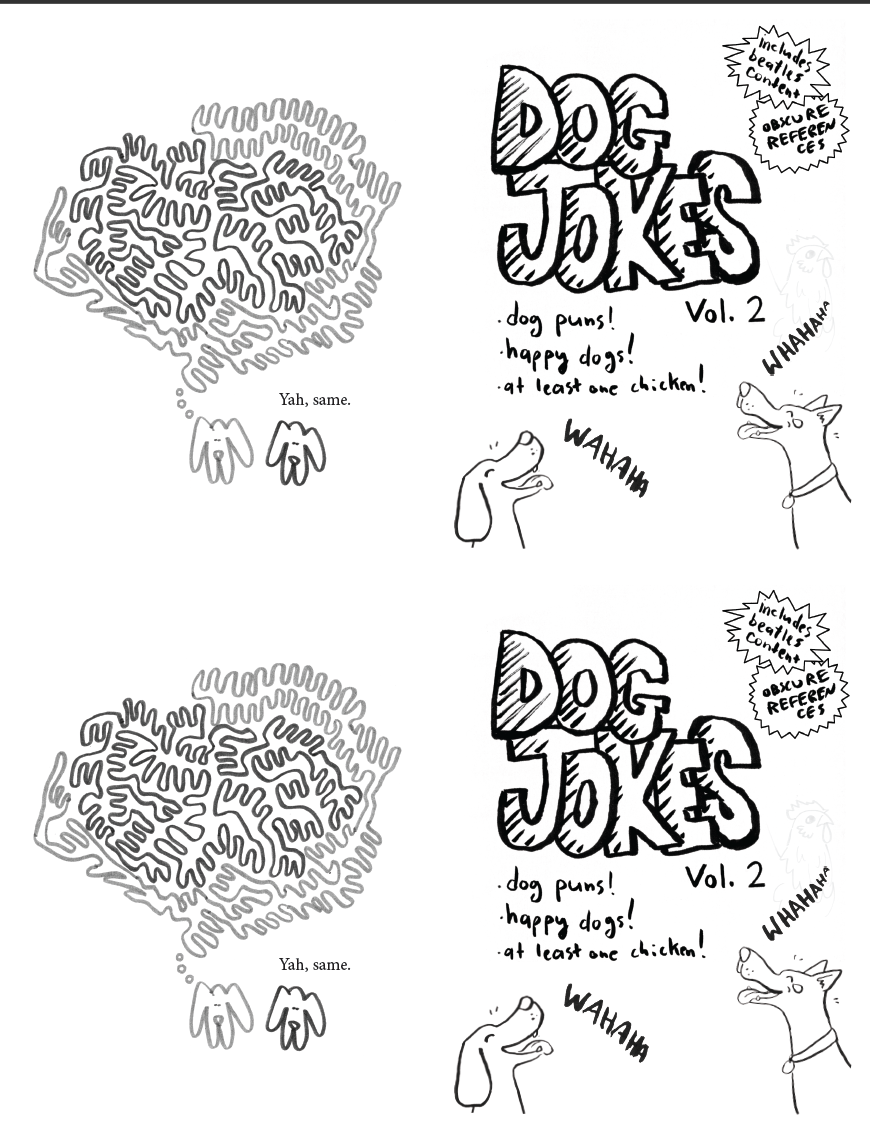 Yah, same.
includes
beatles
content
OBSCURE
REFEREN
CES
DOG
JOKES
Vol. 2
· dog puns!
· happy dogs!
· at least one chicken!
WHAHAHA
WAHAHA
Yah, same.
includes
beatles
content
OBSCURE
REFEREN
CES
DOG
JOKES
Vol. 2
· dog puns!
· happy dogs!
· at least one chicken!
WHAHAHA
WAHAHA